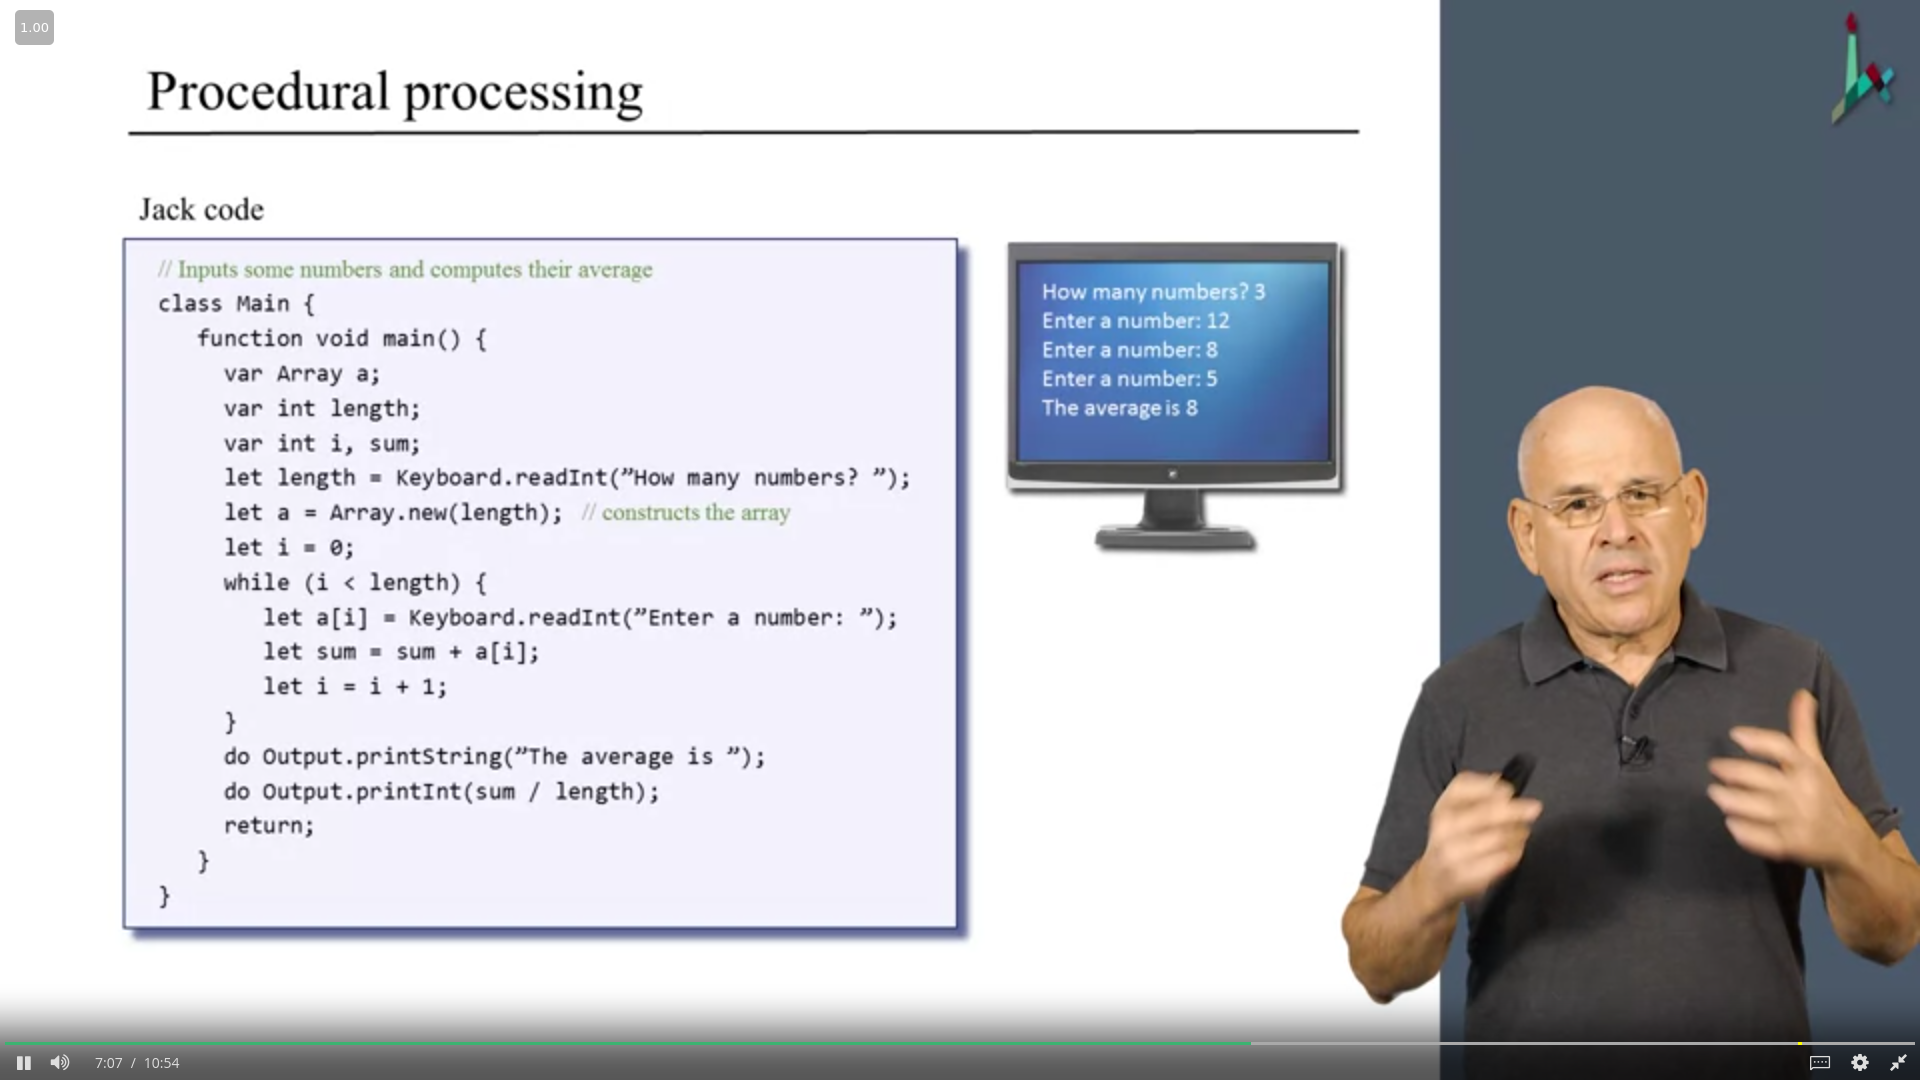 1.00
Procedural processing
Jack code
// Inputs some numbers and computes their average
class Main {
function void main() {
var Array a;
var int length;
var int i, sum;
let length = Keyboard.readInt(”How many numbers? ”);
let a = Array.new(length); // constructs the array
let i = 0;
while (i < length) {
let a[i] = Keyboard.readInt(”Enter a number: ”);
let sum = sum + a[i];
let i = i + 1;
}
do Output.printString(”The average is ”);
do Output.printInt(sum / length);
return;
}
}
How many numbers? 3
Enter a number: 12
Enter a number: 8
Enter a number: 5
The average is 8
7:07 / 10:54